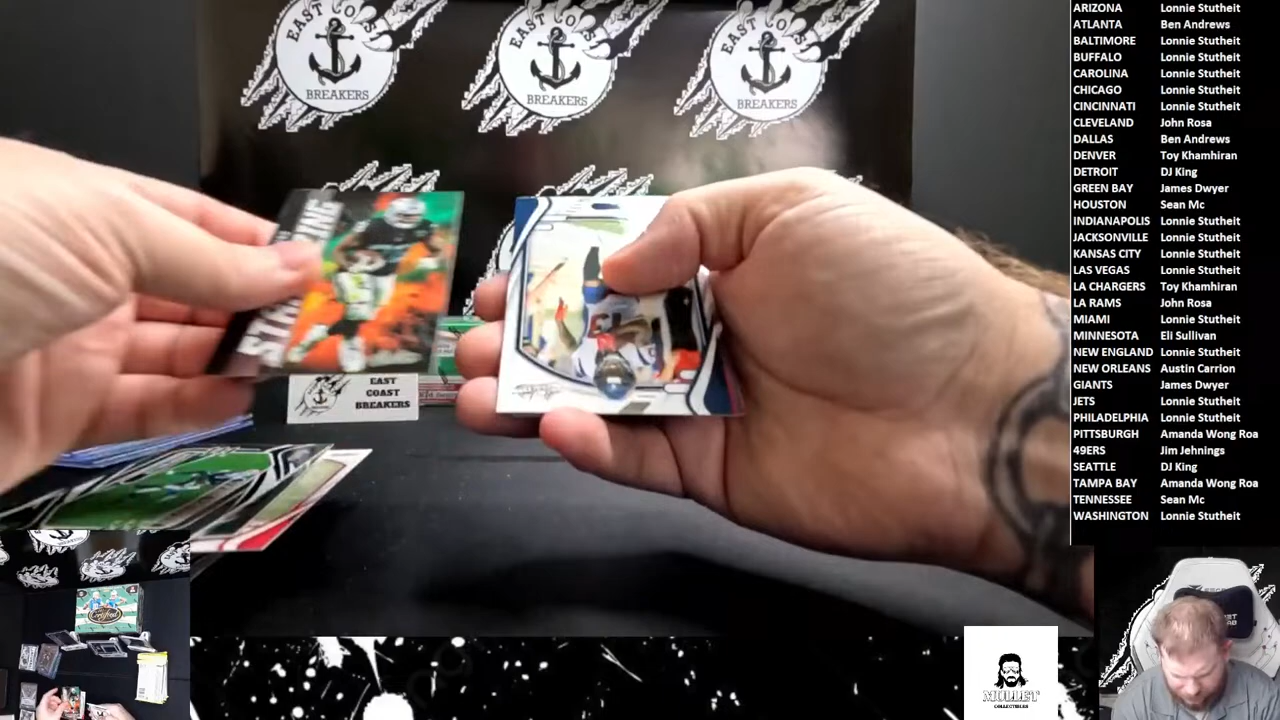 EAST COAST
BREAKERS
EAST COAST
BREAKERS
EAST COAST
BREAKERS
EAST
COAST
BREAKERS
ARIZONA Lonnie Stutheit
ATLANTA Ben Andrews
BALTIMORE Lonnie Stutheit
BUFFALO Lonnie Stutheit
CAROLINA Lonnie Stutheit
CHICAGO Lonnie Stutheit
CINCINNATI Lonnie Stutheit
CLEVELAND John Rosa
DALLAS Ben Andrews
DENVER Toy Khamhiran
DETROIT DJ King
GREEN BAY James Dwyer
HOUSTON Sean Mc
INDIANAPOLIS Lonnie Stutheit
JACKSONVILLE Lonnie Stutheit
KANSAS CITY Lonnie Stutheit
LAS VEGAS Lonnie Stutheit
LA CHARGERS Toy Khamhiran
LA RAMS John Rosa
MIAMI Lonnie Stutheit
MINNESOTA Eli Sullivan
NEW ENGLAND Lonnie Stutheit
NEW ORLEANS Austin Carrion
GIANTS James Dwyer
JETS Lonnie Stutheit
PHILADELPHIA Lonnie Stutheit
PITTSBURGH Amanda Wong Roa
49ERS Jim Jehnings
SEATTLE DJ King
TAMPA BAY Amanda Wong Roa
TENNESSEE Sean Mc
WASHINGTON Lonnie Stutheit
MULLET
COLLECTIBLES